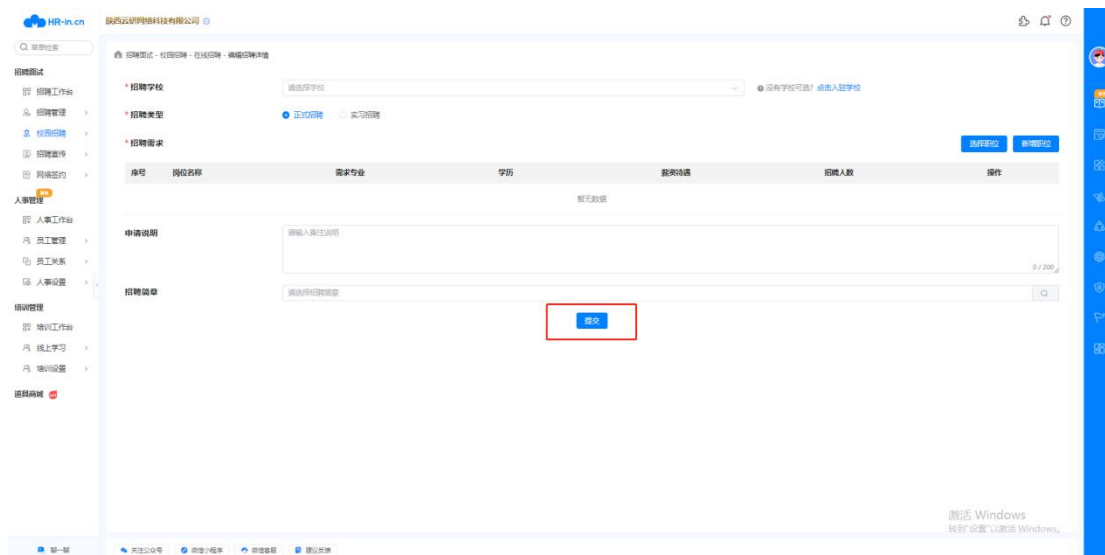 HR-in.cn
陕西云研网络科技有限公司
菜单检索
招聘面试 - 校园招聘 - 在线招聘 - 编辑招聘详情
招聘面试
招聘工作台
招聘管理
校园招聘
招聘宣传
网络签约
人事管理
人事工作台
员工管理
员工关系
人事设置
培训管理
培训工作台
线上学习
培训设置
道具商城
聊一聊
* 招聘学校
请选择学校
没有学校可选? 点击入驻学校
* 招聘类型
正式招聘 实习招聘
* 招聘需求
选择职位 新增职位
序号 岗位名称 需求专业 学历 薪资待遇 招聘人数 操作
暂无数据
申请说明
请输入备注说明
0 / 200
招聘简章
请选择招聘简章
提交
激活 Windows
转到"设置"以激活 Windows。
关注公众号 微信小程序 微信客服 建议反馈